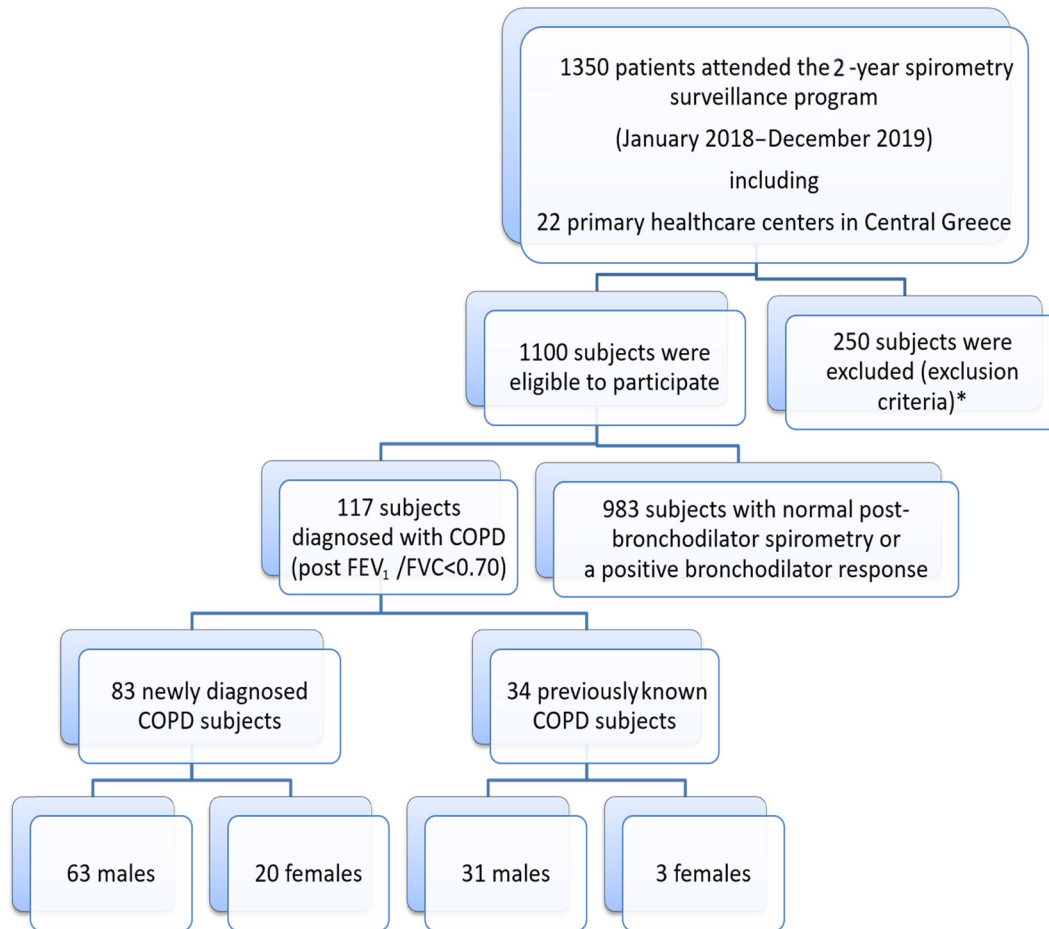 1350 patients attended the 2-year spirometry
surveillance program
(January 2018–December 2019)
including
22 primary healthcare centers in Central Greece
1100 subjects were
eligible to participate
250 subjects were
excluded (exclusion
criteria)*
117 subjects
diagnosed with COPD
(post FEV₁ /FVC<0.70)
983 subjects with normal post-
bronchodilator spirometry or
a positive bronchodilator response
83 newly diagnosed
COPD subjects
34 previously known
COPD subjects
63 males
20 females
31 males
3 females